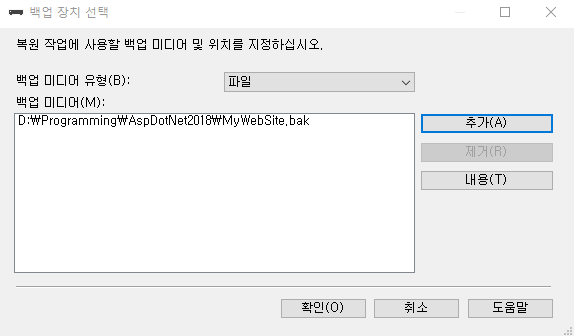 백업 장치 선택
복원 작업에 사용할 백업 미디어 및 위치를 지정하십시오.
백업 미디어 유형(B):
파일
백업 미디어(M):
D:₩Programming₩AspDotNet2018₩MyWebSite.bak
추가(A)
제거(R)
내용(T)
확인(O)
취소
도움말